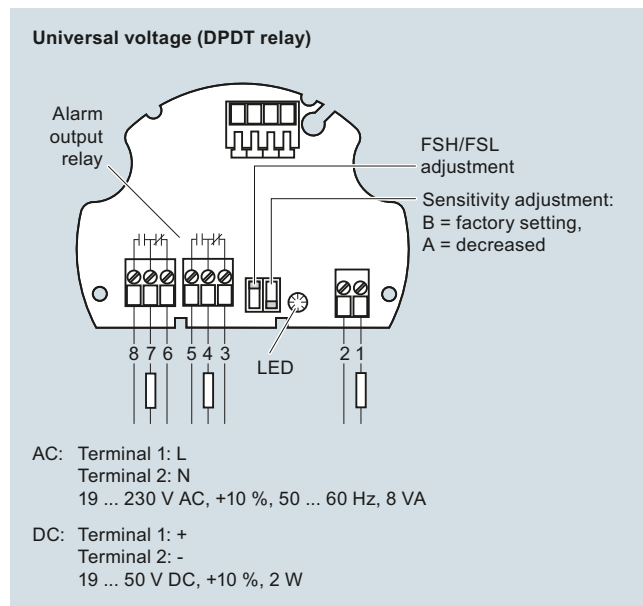 Universal voltage (DPDT relay)
Alarm
output
relay
FSH/FSL
adjustment
Sensitivity adjustment:
B = factory setting,
A = decreased
8 7 6 5 4 3 2 1
LED
AC: Terminal 1: L
Terminal 2: N
19 ... 230 V AC, +10 %, 50 ... 60 Hz, 8 VA
DC: Terminal 1: +
Terminal 2: -
19 ... 50 V DC, +10 %, 2 W